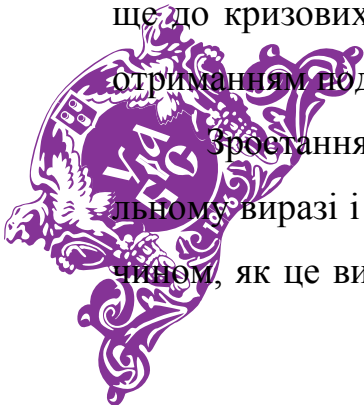 ще до кризових
отриманням под
Зростання
льному виразі і
чином, як це ви